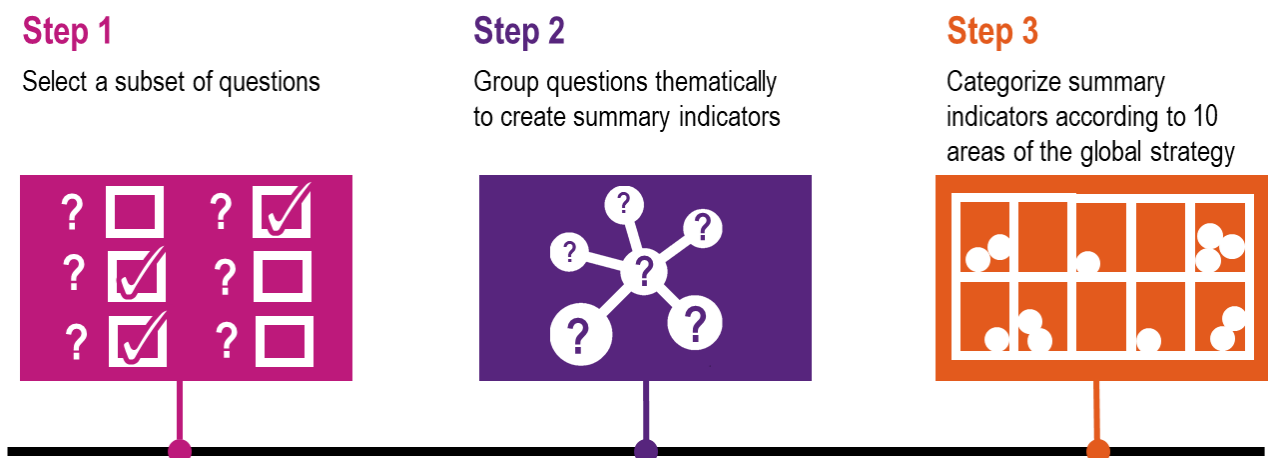 Step 1
Select a subset of questions
? ?
? ?
? ?
Step 2
Group questions thematically
to create summary indicators
?
?
?
?
?
?
Step 3
Categorize summary
indicators according to 10
areas of the global strategy